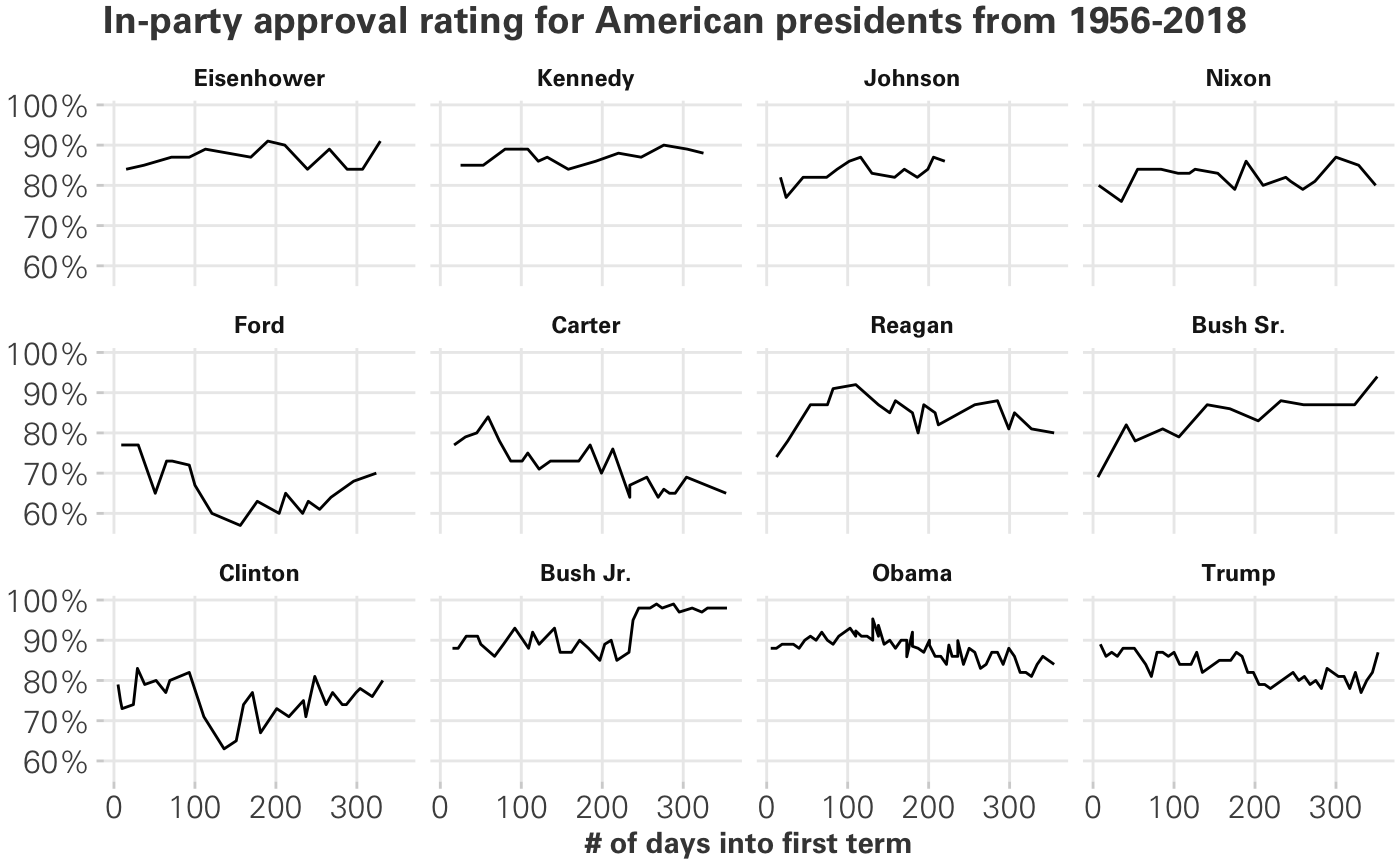 In-party approval rating for American presidents from 1956-2018
Eisenhower Kennedy Johnson Nixon
100%
90%
80%
70%
60%
Ford Carter Reagan Bush Sr.
100%
90%
80%
70%
60%
Clinton Bush Jr. Obama Trump
100%
90%
80%
70%
60%
0 100 200 300 0 100 200 300 0 100 200 300 0 100 200 300
# of days into first term